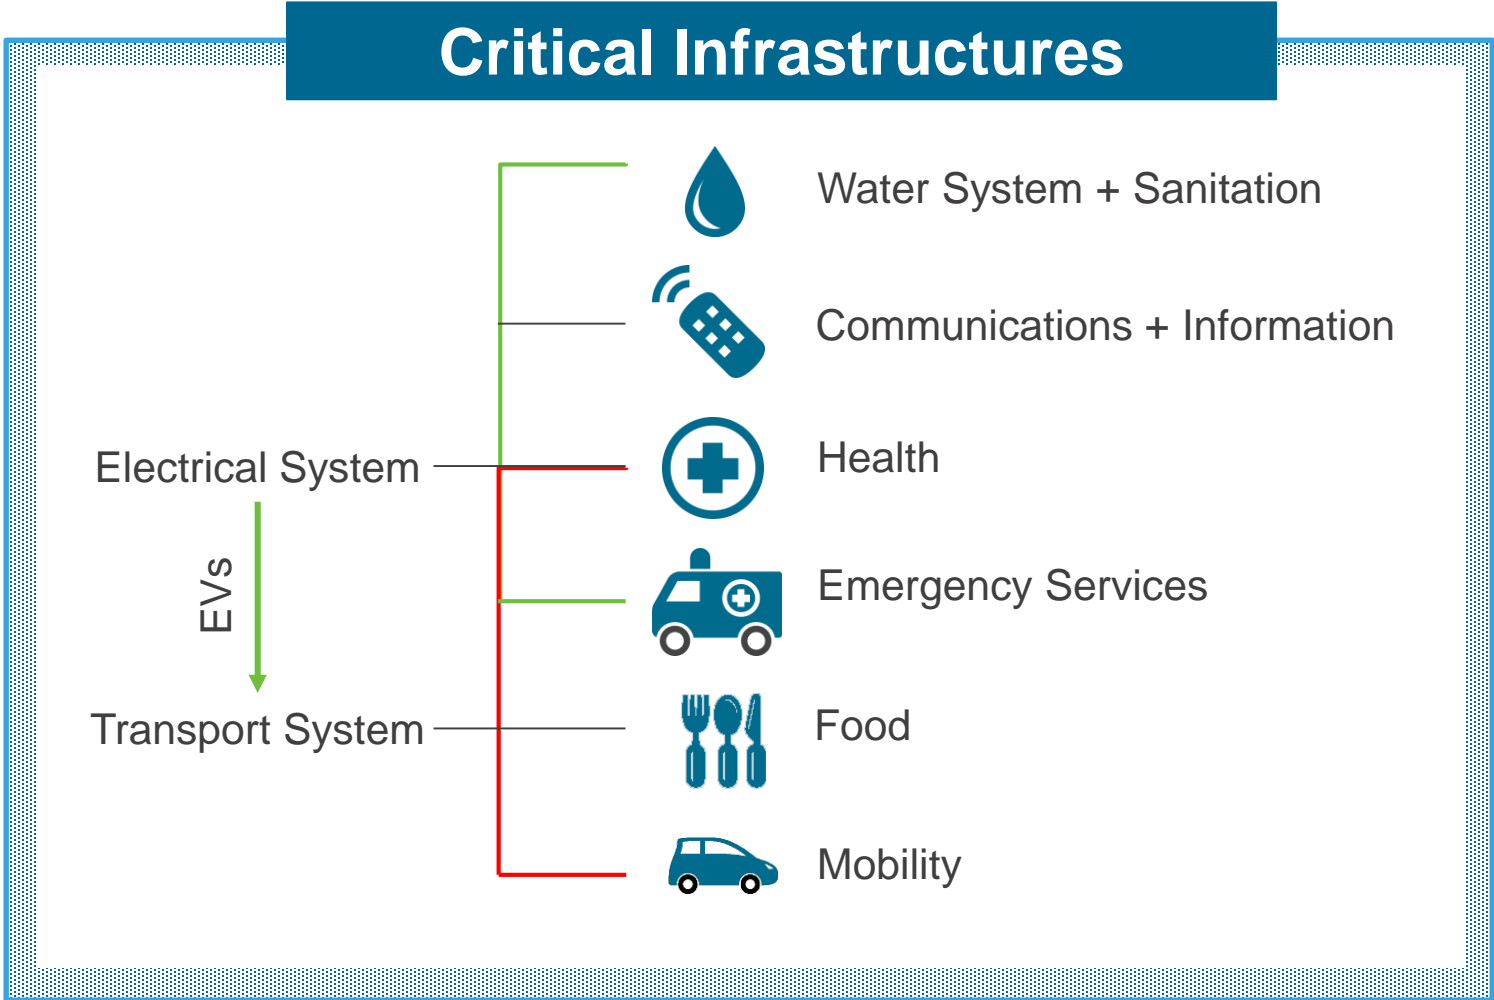 Critical Infrastructures
Water System + Sanitation
Communications + Information
Health
Electrical System
EVs
Emergency Services
Transport System
Food
Mobility